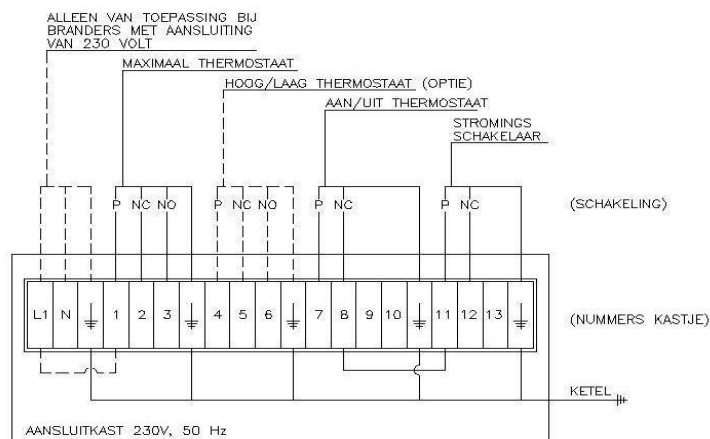 ALLEEN VAN TOEPASSING BIJ
BRANDERS MET AANSLUITING
VAN 230 VOLT
MAXIMAAL THERMOSTAAT
HOOG/LAAG THERMOSTAAT (OPTIE)
AAN/UIT THERMOSTAAT
STROMINGS
SCHAKELAAR
P NC NO P NC NO P NC P NC (SCHAKELING)
L1 N 1 2 3 4 5 6 7 8 9 10 11 12 13 (NUMMERS KASTJE)
KETEL
AANSLUITKAST 230V, 50 Hz